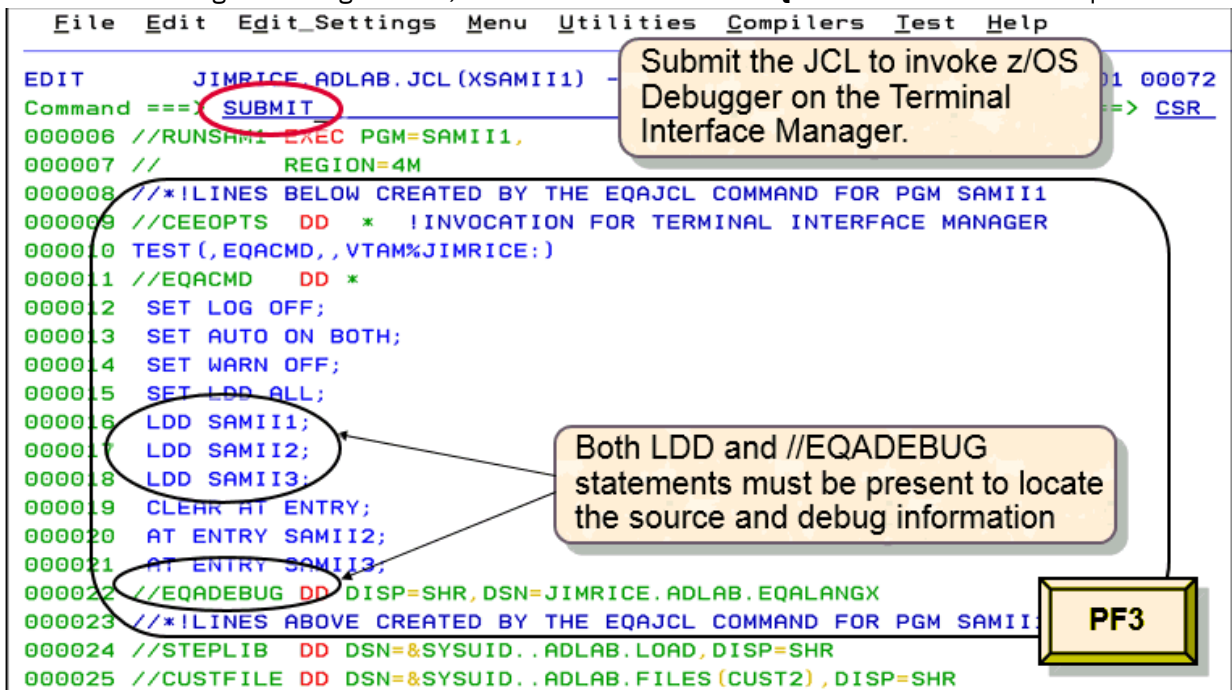 File Edit Edit_Settings Menu Utilities Compilers Test Help
EDIT JIMRICE.ADLAB.JCL(XSAMII1) - 01 00072
Submit the JCL to invoke z/OS
Debugger on the Terminal
Interface Manager.
Command ===> SUBMIT ==> CSR
000006 //RUNSAM1 EXEC PGM=SAMII1,
000007 // REGION=4M
000008 //*!LINES BELOW CREATED BY THE EQAJCL COMMAND FOR PGM SAMII1
000009 //CEEOPTS DD * !INVOCATION FOR TERMINAL INTERFACE MANAGER
000010 TEST(,EQACMD,,VTAM%JIMRICE:)
000011 //EQACMD DD *
000012 SET LOG OFF;
000013 SET AUTO ON BOTH;
000014 SET WARN OFF;
000015 SET LDD ALL;
000016 LDD SAMII1;
000017 LDD SAMII2;
000018 LDD SAMII3;
Both LDD and //EQADEBUG
statements must be present to locate
the source and debug information
000019 CLEAR AT ENTRY;
000020 AT ENTRY SAMII2;
000021 AT ENTRY SAMII3;
000022 //EQADEBUG DD DISP=SHR,DSN=JIMRICE.ADLAB.EQALANGX
000023 //*!LINES ABOVE CREATED BY THE EQAJCL COMMAND FOR PGM SAMII
PF3
000024 //STEPLIB DD DSN=&SYSUID..ADLAB.LOAD,DISP=SHR
000025 //CUSTFILE DD DSN=&SYSUID..ADLAB.FILES(CUST2),DISP=SHR